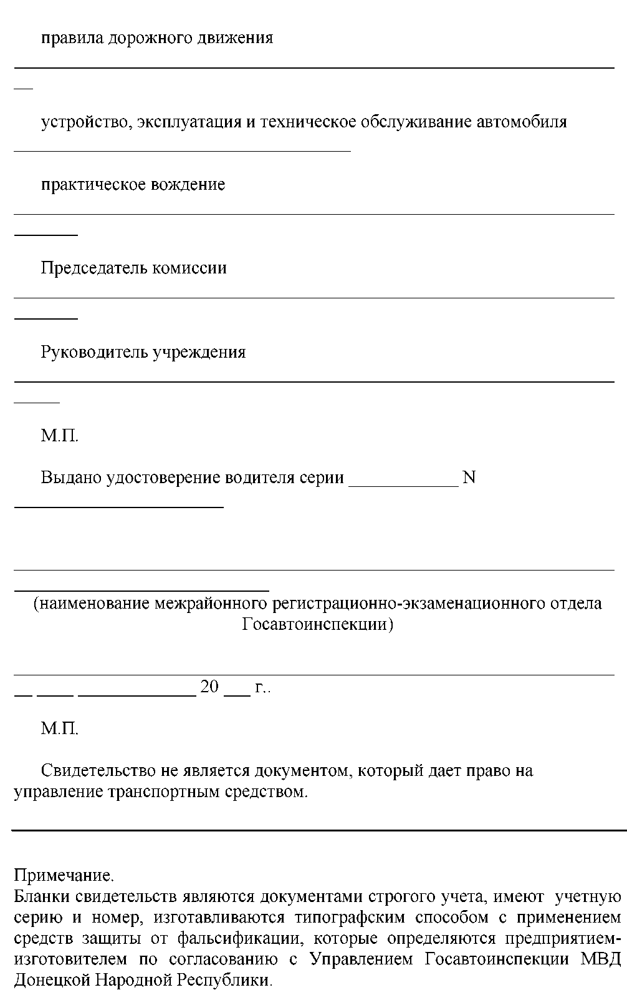 правила дорожного движения
__
устройство, эксплуатация и техническое обслуживание автомобиля
практическое вождение
Председатель комиссии
Руководитель учреждения
М.П.
Выдано удостоверение водителя серии ____________ N
(наименование межрайонного регистрационно-экзаменационного отдела
Госавтоинспекции)
__ ____ _____________ 20 ___ г..
М.П.
Свидетельство не является документом, который дает право на
управление транспортным средством.
Примечание.
Бланки свидетельств являются документами строгого учета, имеют учетную
серию и номер, изготавливаются типографским способом с применением
средств защиты от фальсификации, которые определяются предприятием-
изготовителем по согласованию с Управлением Госавтоинспекции МВД
Донецкой Народной Республики.